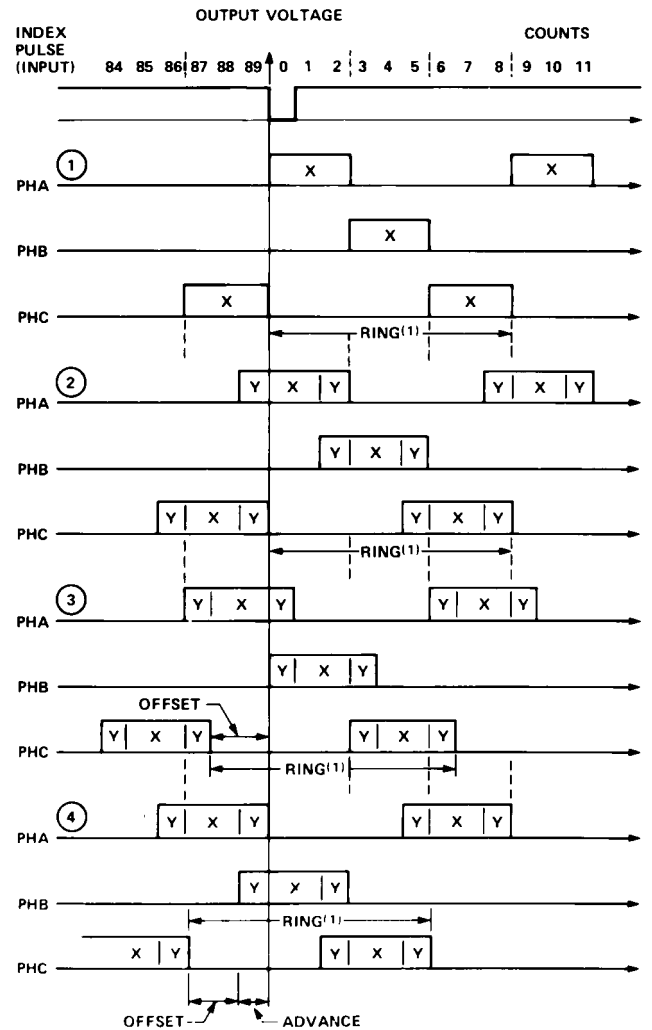 OUTPUT VOLTAGE
INDEX
PULSE
(INPUT)
COUNTS
84 85 86 87 88 89 0 1 2 3 4 5 6 7 8 9 10 11
1
PHA X X
PHB X
PHC X X
RING(1)
2
PHA Y X Y Y X Y
PHB Y X Y
PHC Y X Y Y X Y
RING(1)
3
PHA Y X Y Y X Y
PHB Y X Y
OFFSET
PHC Y X Y Y X Y
RING(1)
4
PHA Y X Y Y X Y
PHB Y X Y
RING(1)
PHC X Y Y X Y
OFFSET ADVANCE